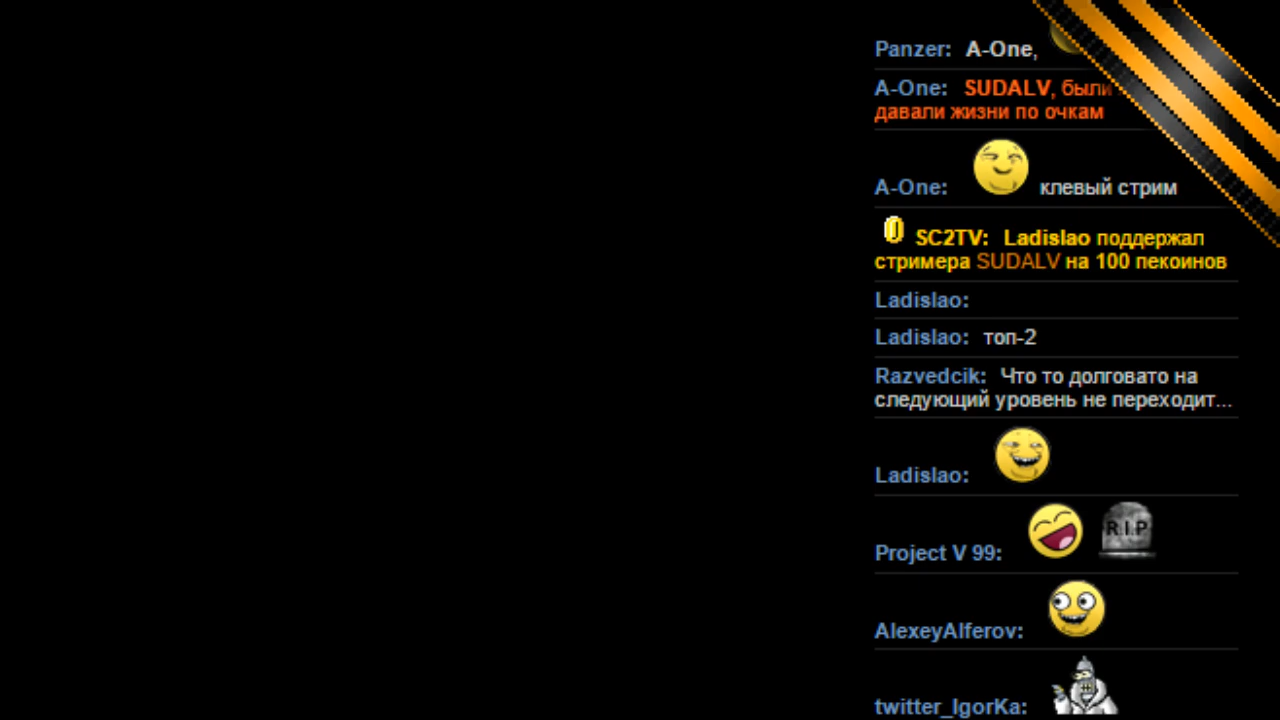 Panzer: A-One,
A-One: SUDALV, были
давали жизни по очкам
A-One: клевый стрим
SC2TV: Ladislao поддержал
стримера SUDALV на 100 пекоинов
Ladislao:
Ladislao: топ-2
Razvedcik: Что то долговато на
следующий уровень не переходит...
Ladislao:
Project V 99: R.I.P
AlexeyAlferov:
twitter_IgorKa: